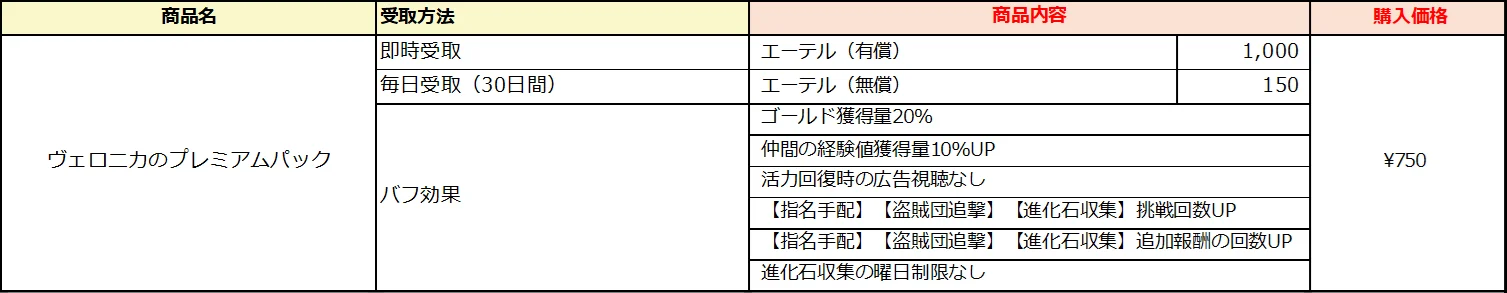 商品名 受取方法 商品内容 購入価格
ヴェロニカのプレミアムパック
即時受取 エーテル（有償） 1,000
毎日受取（30日間） エーテル（無償） 150
バフ効果
ゴールド獲得量20%
仲間の経験値獲得量10%UP
活力回復時の広告視聴なし
【指名手配】【盗賊団追撃】【進化石収集】挑戦回数UP
【指名手配】【盗賊団追撃】【進化石収集】追加報酬の回数UP
進化石収集の曜日制限なし
¥750